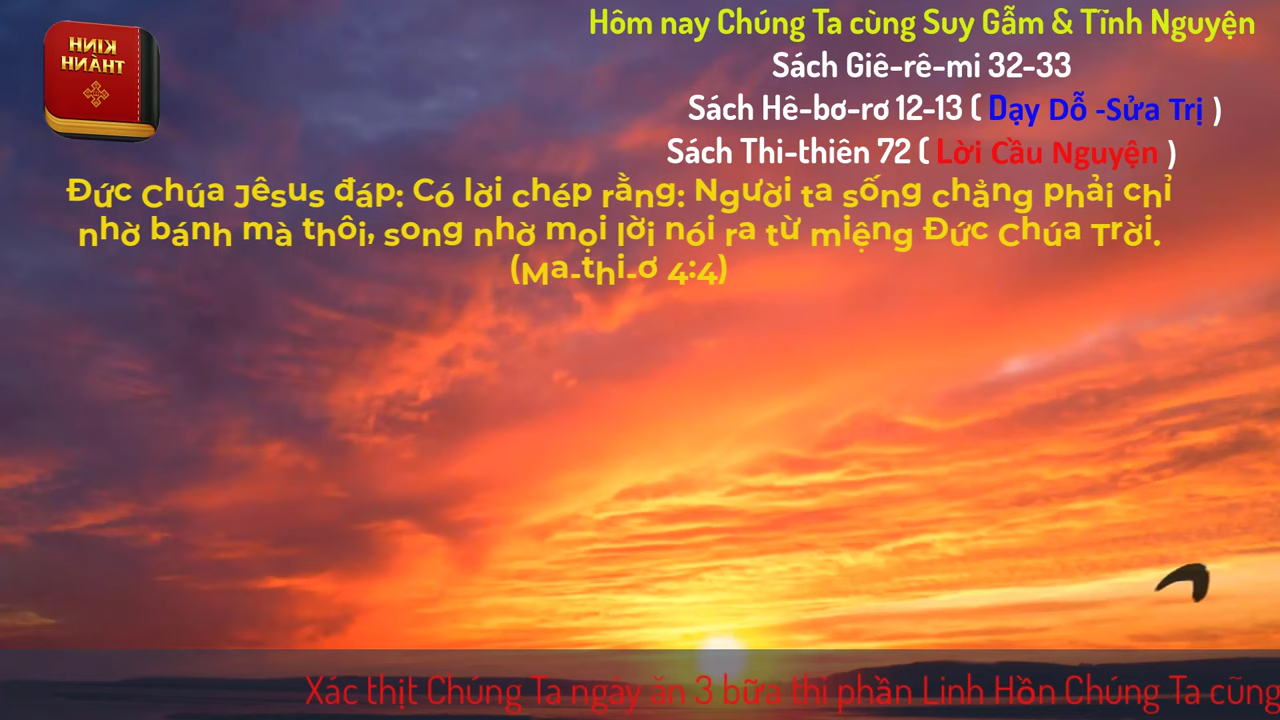 KINH
THÀNH
Hôm nay Chúng Ta cùng Suy Gẫm & Tĩnh Nguyện
Sách Giê-rê-mi 32-33
Sách Hê-bơ-rơ 12-13 ( Dạy Dỗ -Sửa Trị )
Sách Thi-thiên 72 ( Lời Cầu Nguyện )
Đức Chúa Jêsus đáp: Có lời chép rằng: Người ta sống chẳng phải chỉ
nhờ bánh mà thôi, song nhờ mọi lời nói ra từ miệng Đức Chúa Trời.
(Ma-thi-ơ 4:4)
Xác thịt Chúng Ta ngày ăn 3 bữa thì phần Linh Hồn Chúng Ta cũng